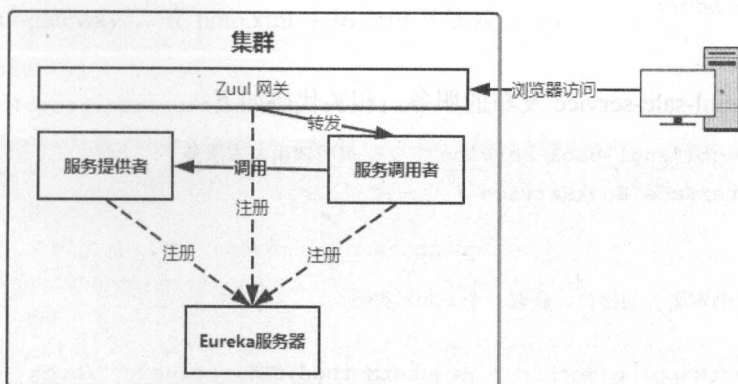 集群
Zuul 网关
浏览器访问
转发
服务提供者
调用
服务调用者
注册
注册
注册
Eureka服务器